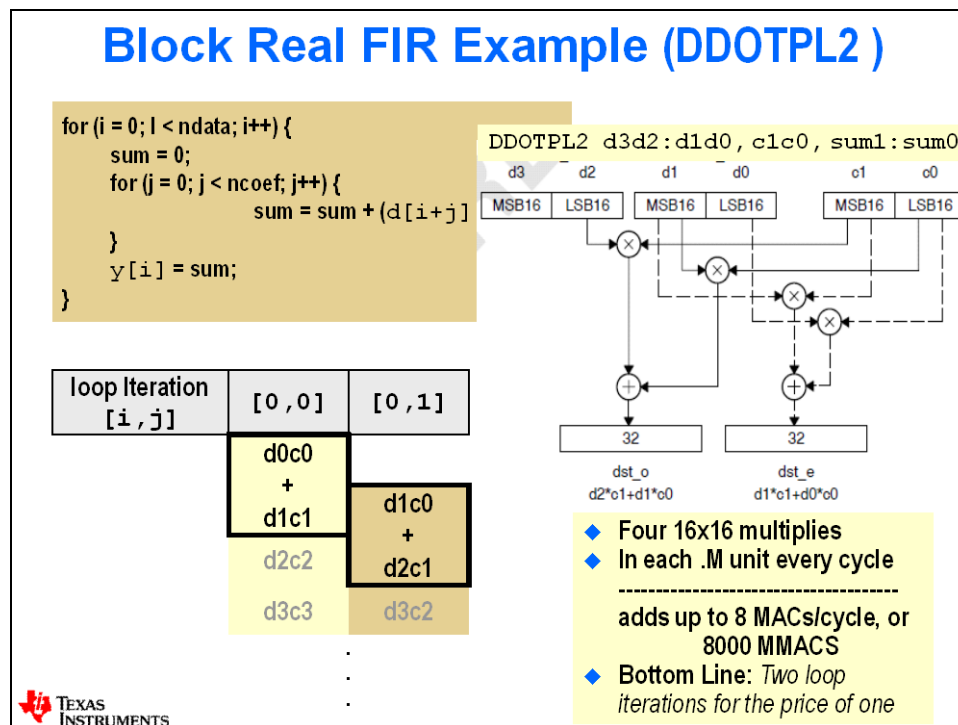 Block Real FIR Example (DDOTPL2 )
for (i = 0; I < ndata; i++) {
sum = 0;
for (j = 0; j < ncoef; j++) {
sum = sum + (d[i+j]
}
y[i] = sum;
}
DDOTPL2 d3d2:d1d0,c1c0,sum1:sum0
d3 d2 d1 d0 c1 c0
MSB16 LSB16 MSB16 LSB16 MSB16 LSB16
×
×
×
×
+ +
32 32
dst_o dst_e
d2*c1+d1*c0 d1*c1+d0*c0
loop Iteration [0,0] [0,1]
[i,j]
d0c0
+
d1c1
d2c2
d3c3
d1c0
+
d2c1
d3c2
.
.
.
Four 16x16 multiplies
In each .M unit every cycle
--------------------------------------
adds up to 8 MACs/cycle, or
8000 MMACS
Bottom Line: Two loop
iterations for the price of one
TEXAS
INSTRUMENTS